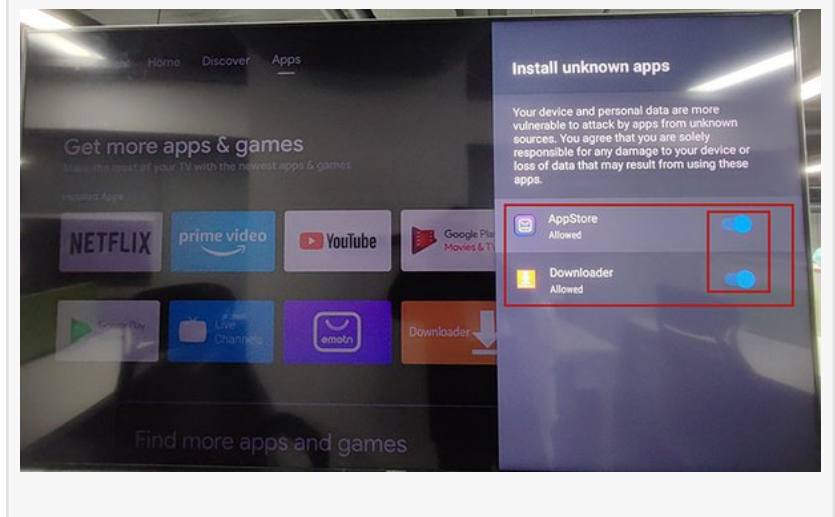 Home Discover Apps
Get more apps & games
Make the most of your TV with the newest apps & games
Installed Apps
NETFLIX
prime video
YouTube
Google Play
Movies & TV
Google Play
Live
Channels
emotn
Downloader
Find more apps and games
Install unknown apps
Your device and personal data are more
vulnerable to attack by apps from unknown
sources. You agree that you are solely
responsible for any damage to your device or
loss of data that may result from using these
apps.
AppStore
Allowed
Downloader
Allowed